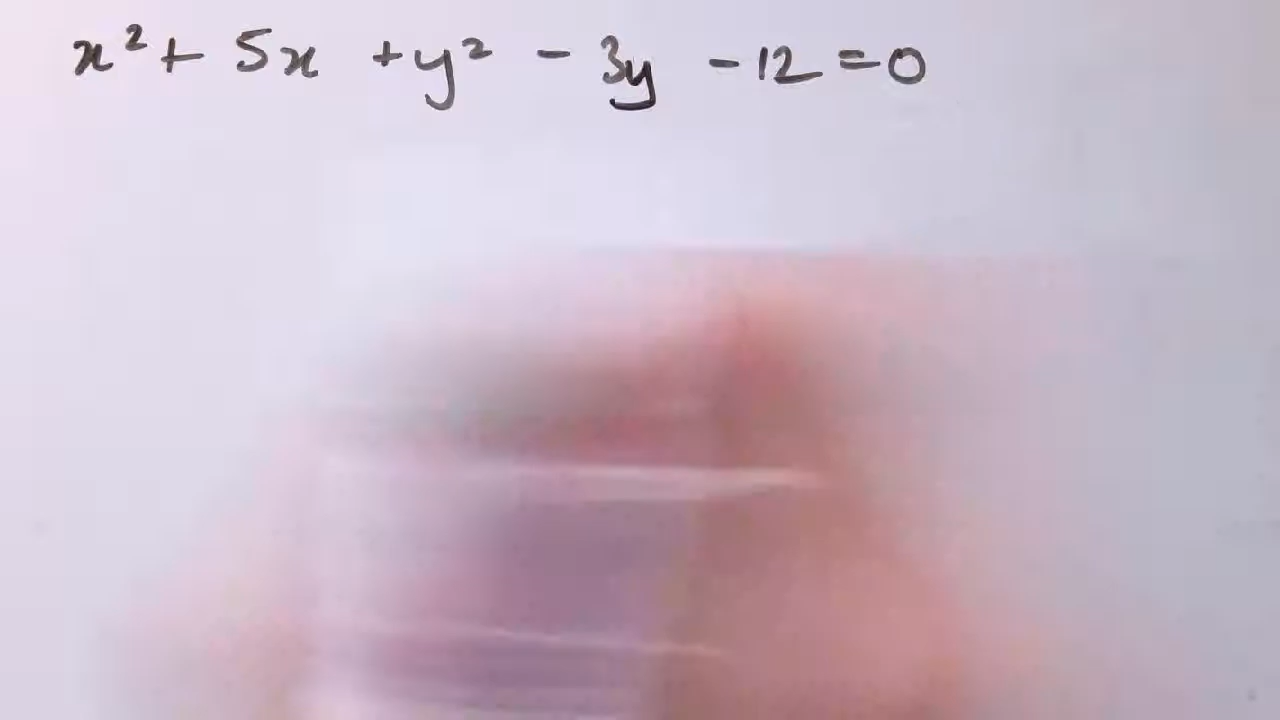 x² + 5x + y² - 3y - 12 = 0